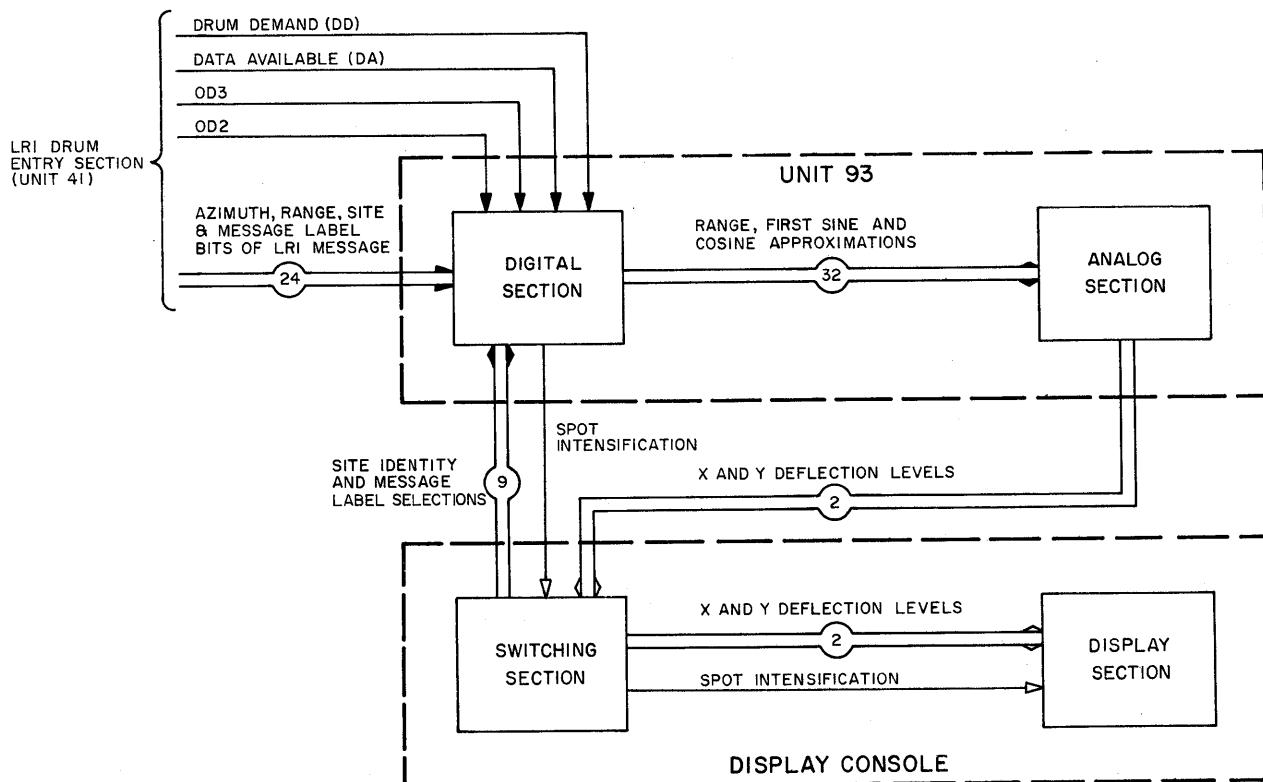 DRUM DEMAND (DD)
DATA AVAILABLE (DA)
OD3
OD2
LRI DRUM
ENTRY SECTION
(UNIT 41)
AZIMUTH, RANGE, SITE
& MESSAGE LABEL
BITS OF LRI MESSAGE
24
UNIT 93
DIGITAL
SECTION
RANGE, FIRST SINE AND
COSINE APPROXIMATIONS
32
ANALOG
SECTION
SPOT
INTENSIFICATION
SITE IDENTITY
AND MESSAGE
LABEL SELECTIONS
9
X AND Y DEFLECTION LEVELS
2
SWITCHING
SECTION
X AND Y DEFLECTION LEVELS
2
SPOT INTENSIFICATION
DISPLAY
SECTION
DISPLAY CONSOLE